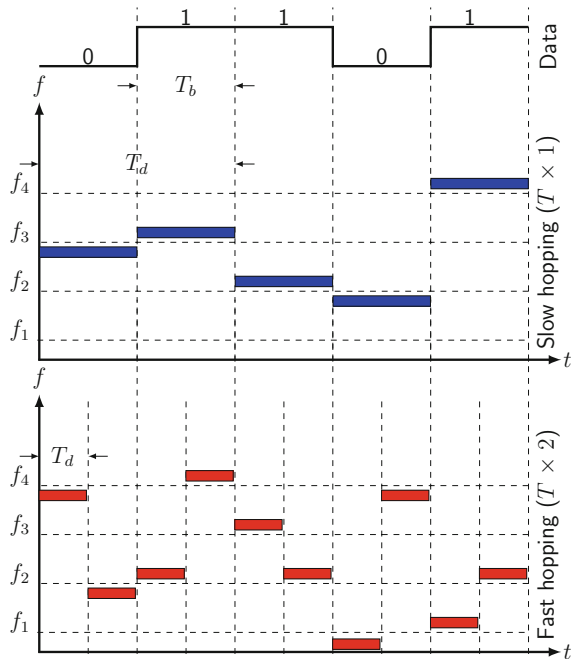 0 1 1 0 1
Data
f
T_b
T_d
f_4
f_3
f_2
f_1
t
Slow hopping (T × 1)
f
T_d
f_4
f_3
f_2
f_1
t
Fast hopping (T × 2)